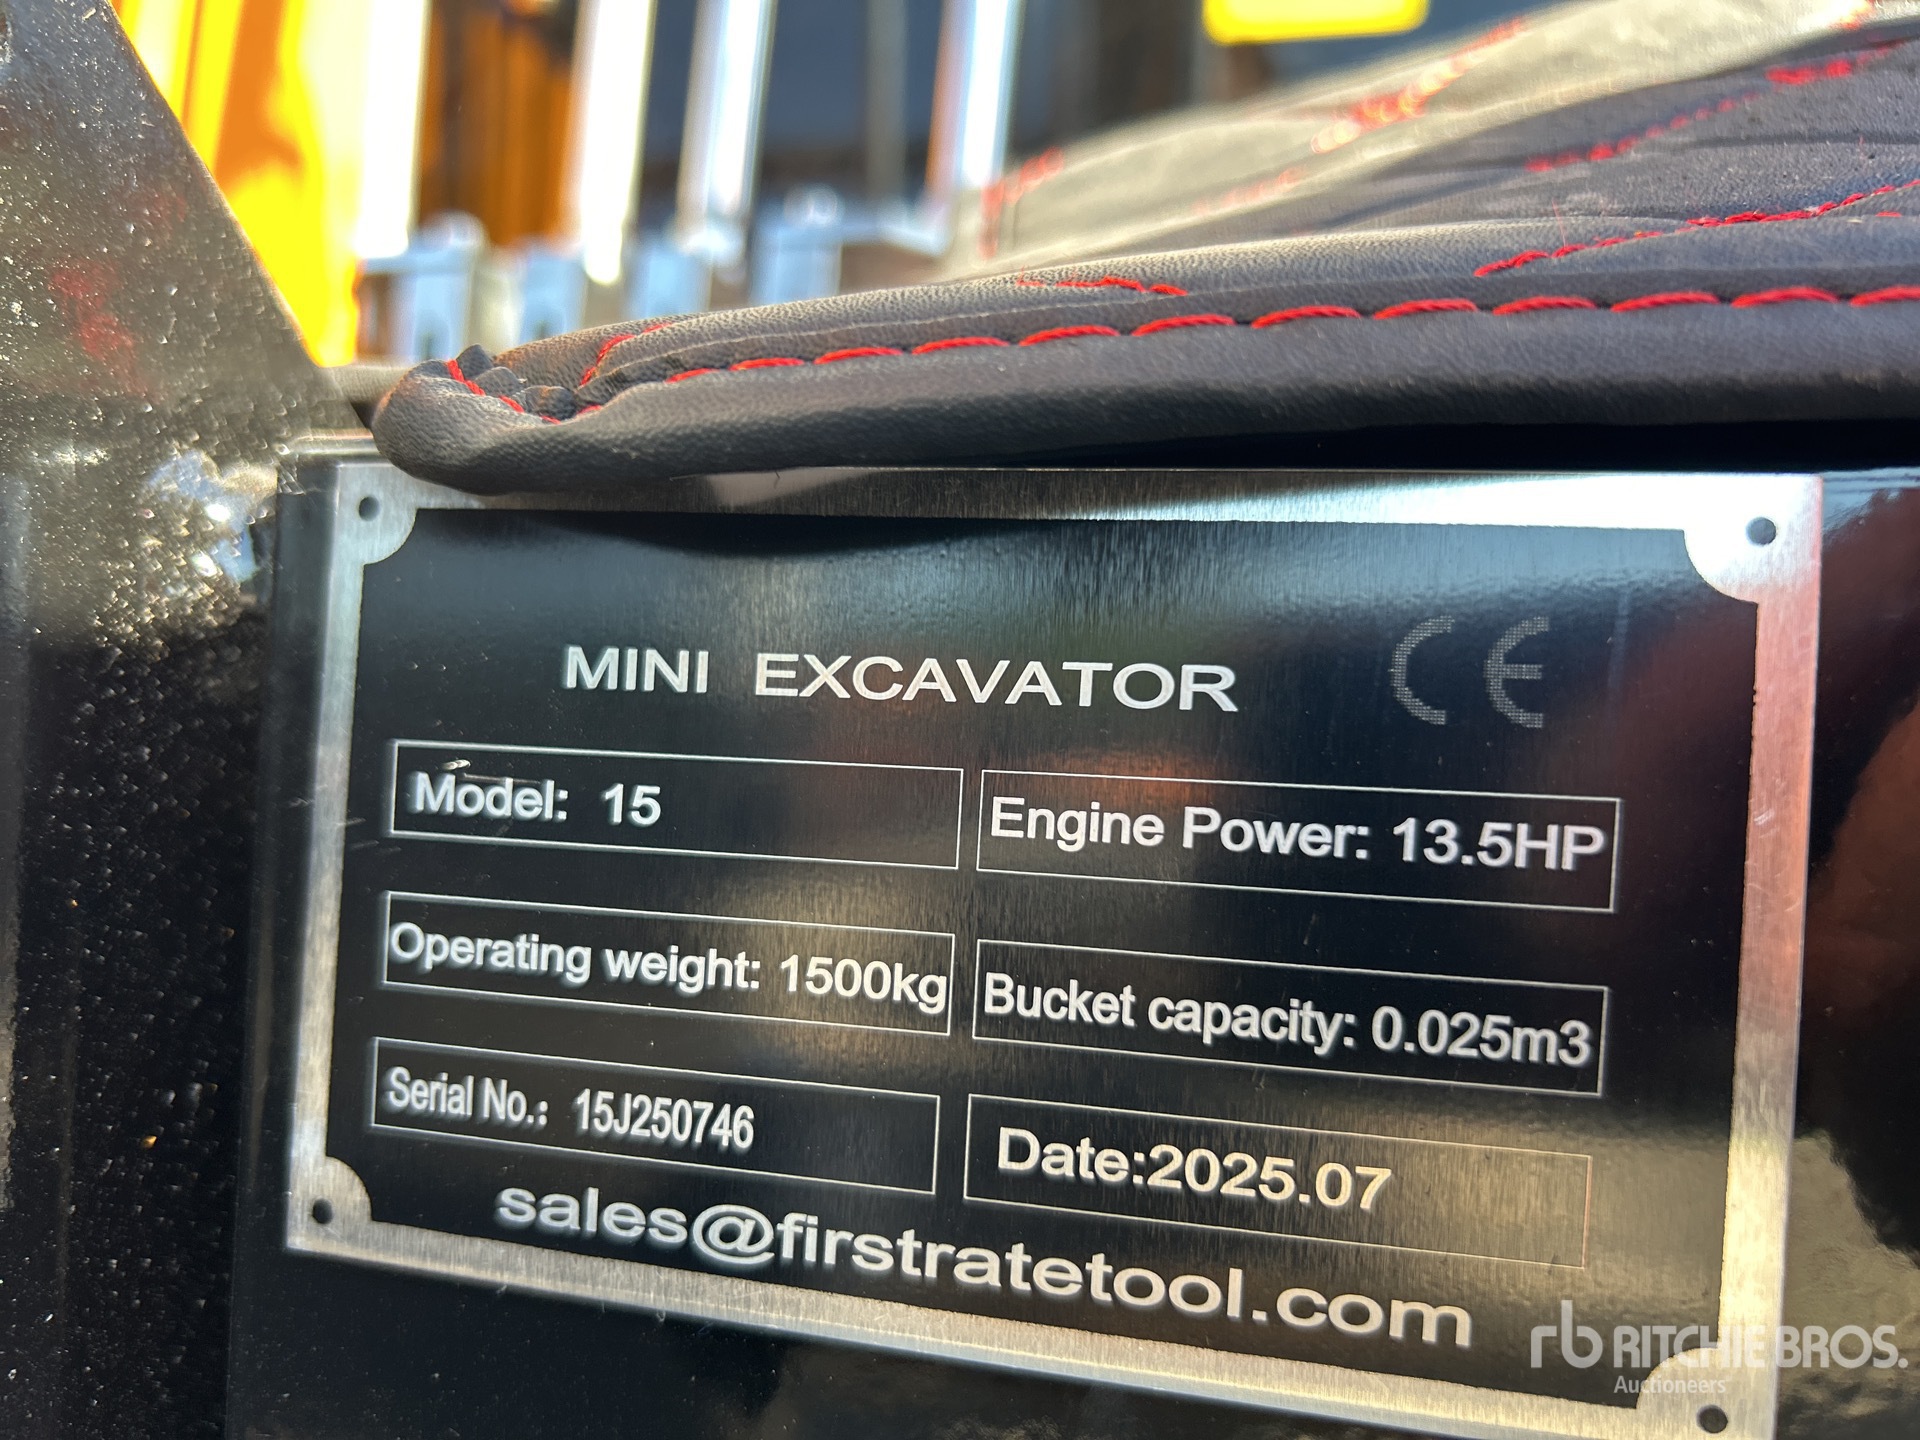 MINI EXCAVATOR CE
Model: 15
Engine Power: 13.5HP
Operating weight: 1500kg
Bucket capacity: 0.025m3
Serial No.: 15J250746
Date:2025.07
sales@firstratetool.com
rb RITCHIE BROS.
Auctioneers